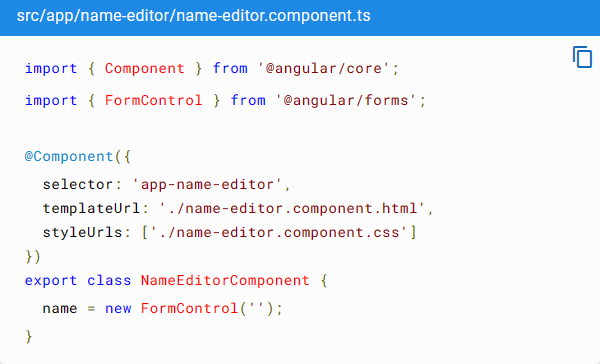 src/app/name-editor/name-editor.component.ts
import { Component } from '@angular/core';
import { FormControl } from '@angular/forms';
@Component({
  selector: 'app-name-editor',
  templateUrl: './name-editor.component.html',
  styleUrls: ['./name-editor.component.css']
})
export class NameEditorComponent {
  name = new FormControl('');
}